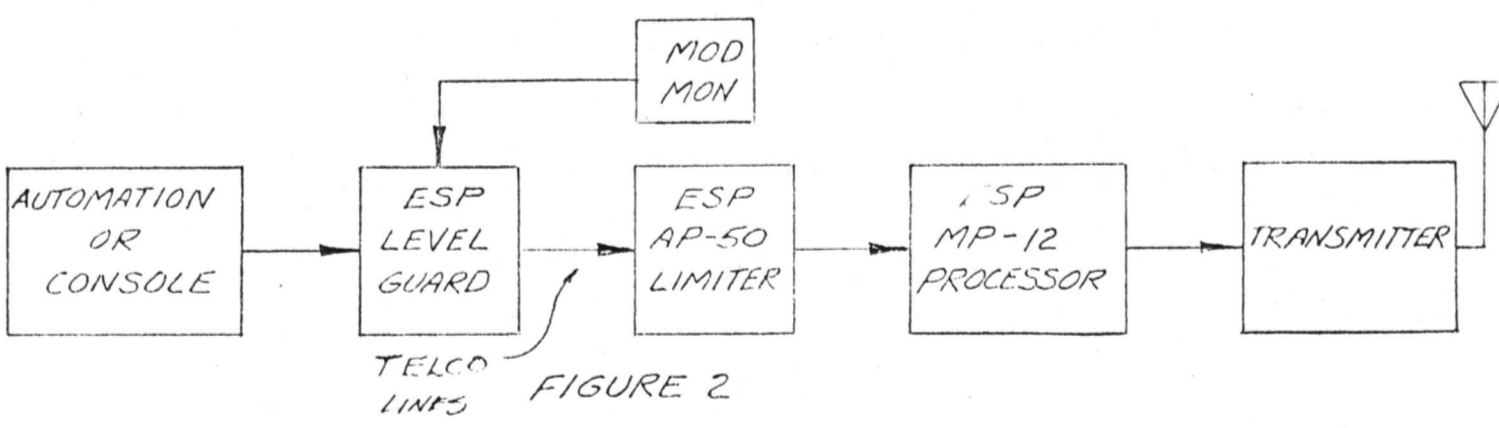 MOD
MON
AUTOMATION
OR
CONSOLE
ESP
LEVEL
GUARD
ESP
AP-50
LIMITER
ESP
MP-12
PROCESSOR
TRANSMITTER
TELCO
LINES
FIGURE 2